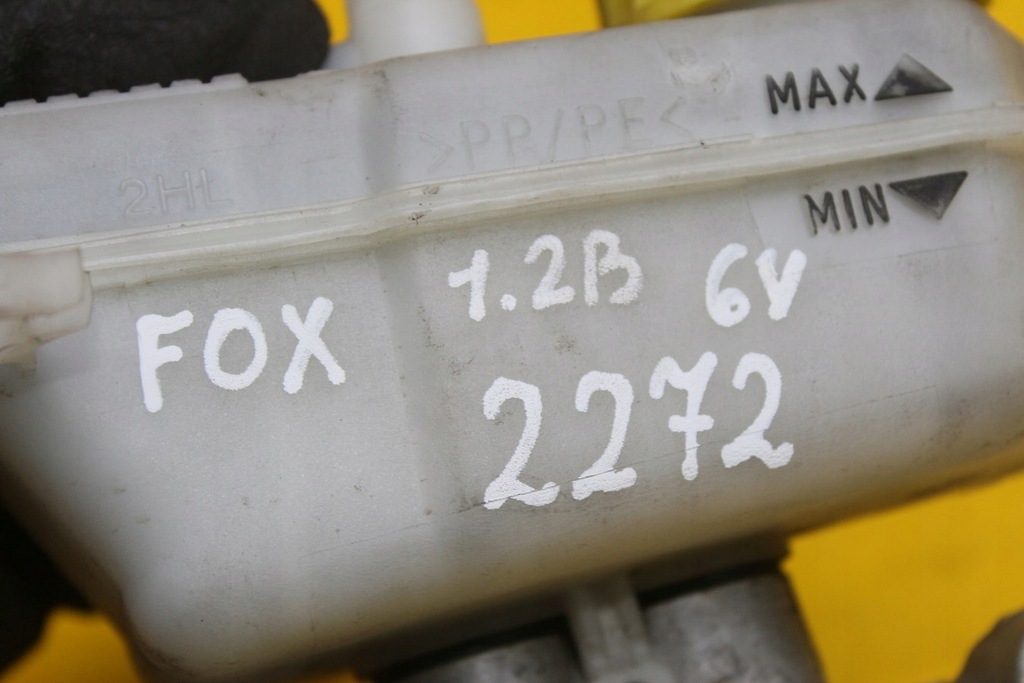 MAX
>PP/PE<
2HL
MIN
1.2B 6V
FOX
2272